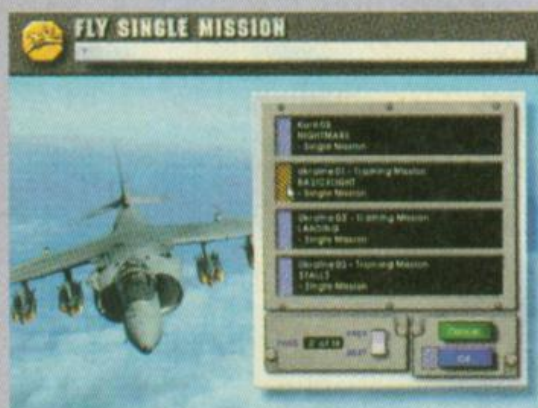 FLY SINGLE MISSION
Kuril 03
NIGHTMARE
- Single Mission
Ukraine 01 - Training Mission
BASIC FLIGHT
- Single Mission
Ukraine 02 - Training Mission
LANDING
- Single Mission
Ukraine 03 - Training Mission
STALLS
- Single Mission
PAGE
PREV
NEXT
Cancel
OK